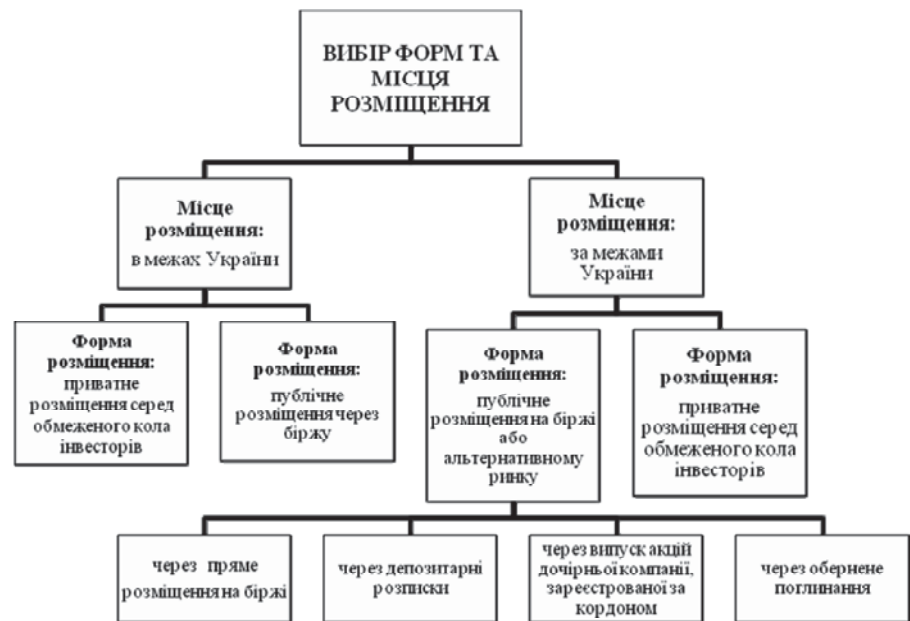 ВИБІР ФОРМ ТА
МІСЦЯ
РОЗМІЩЕННЯ
Місце
розміщення:
в межах України
Місце
розміщення:
за межами
України
Форма
розміщення:
приватне
розміщення серед
обмеженого кола
інвесторів
Форма
розміщення:
публічне
розміщення через
біржу
Форма
розміщення:
публічне
розміщення на біржі
або
альтернативному
ринку
Форма
розміщення:
приватне
розміщення серед
обмеженого кола
інвесторів
через пряме
розміщення на біржі
через депозитарні
розписки
через випуск акцій
дочірньої компанії,
зареєстрованої за
кордоном
через обернене
поглинання